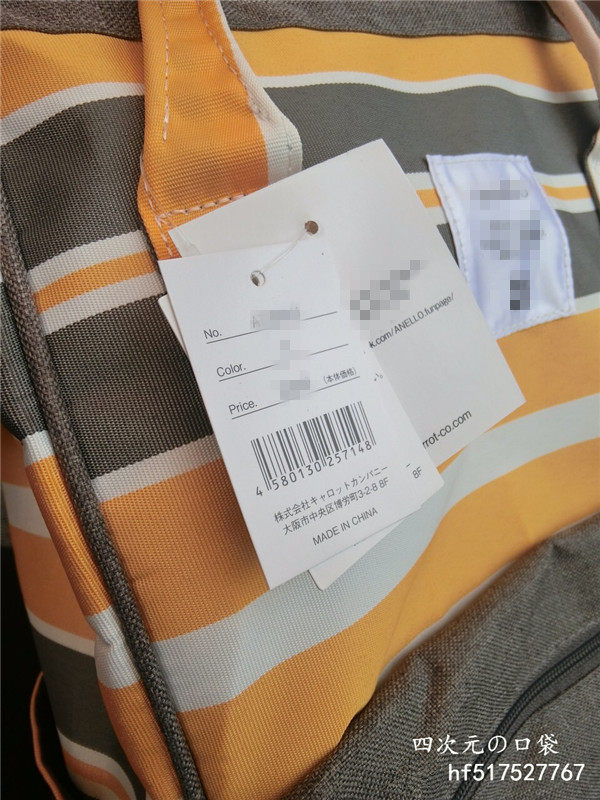 No.
Color.
Price.
(本体価格)
4 580130 257148
株式会社キャロットカンパニー
大阪市中央区博労町3-2-8 8F
MADE IN CHINA
k.com/ANELLO.funpage/
rrot-co.com
8F
四次元の口袋
hf517527767